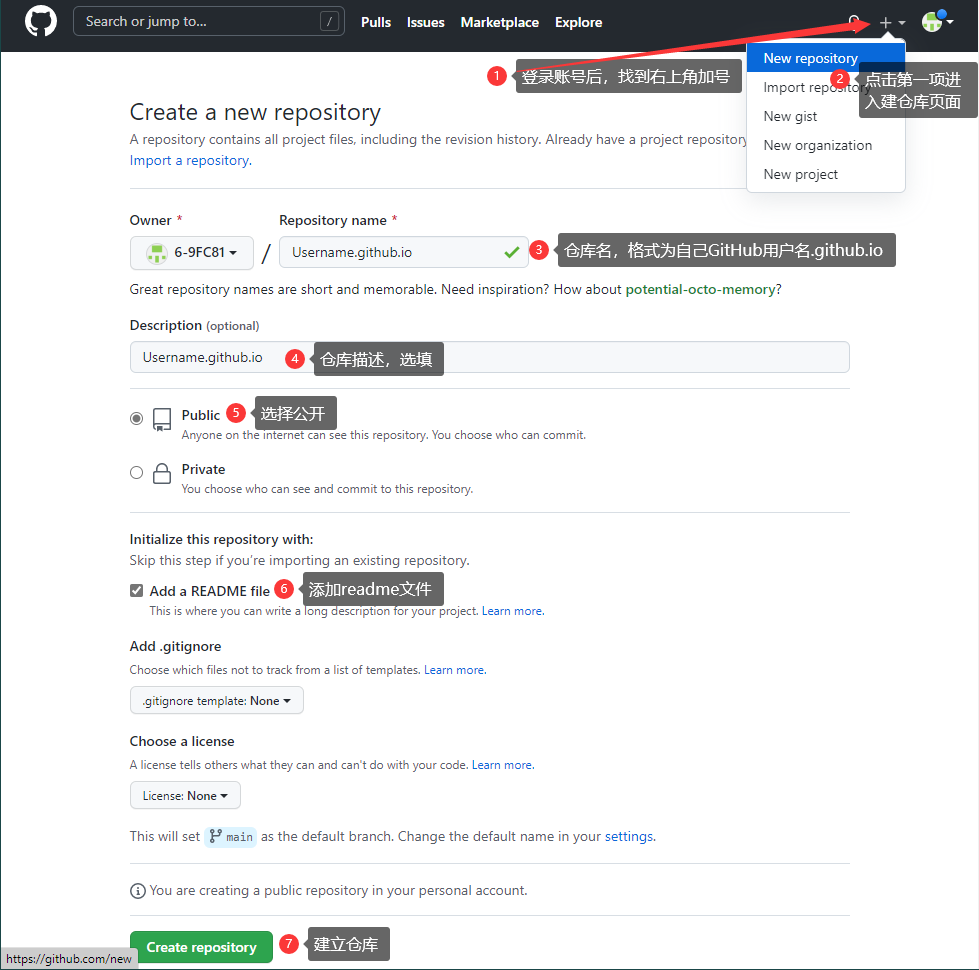 Search or jump to...
/
Pulls
Issues
Marketplace
Explore
1
登录账号后，找到右上角加号
New repository
2
点击第一项进
入建仓库页面
Import repository
New gist
New organization
New project
Create a new repository
A repository contains all project files, including the revision history. Already have a project repository
Import a repository.
Owner *
Repository name *
6-9FC81
/
Username.github.io
3
仓库名，格式为自己GitHub用户名.github.io
Great repository names are short and memorable. Need inspiration? How about potential-octo-memory?
Description (optional)
Username.github.io
4
仓库描述，选填
Public
5
选择公开
Anyone on the internet can see this repository. You choose who can commit.
Private
You choose who can see and commit to this repository.
Initialize this repository with:
Skip this step if you're importing an existing repository.
Add a README file
6
添加readme文件
This is where you can write a long description for your project. Learn more.
Add .gitignore
Choose which files not to track from a list of templates. Learn more.
.gitignore template: None
Choose a license
A license tells others what they can and can't do with your code. Learn more.
License: None
This will set main as the default branch. Change the default name in your settings.
You are creating a public repository in your personal account.
Create repository
7
建立仓库
https://github.com/new